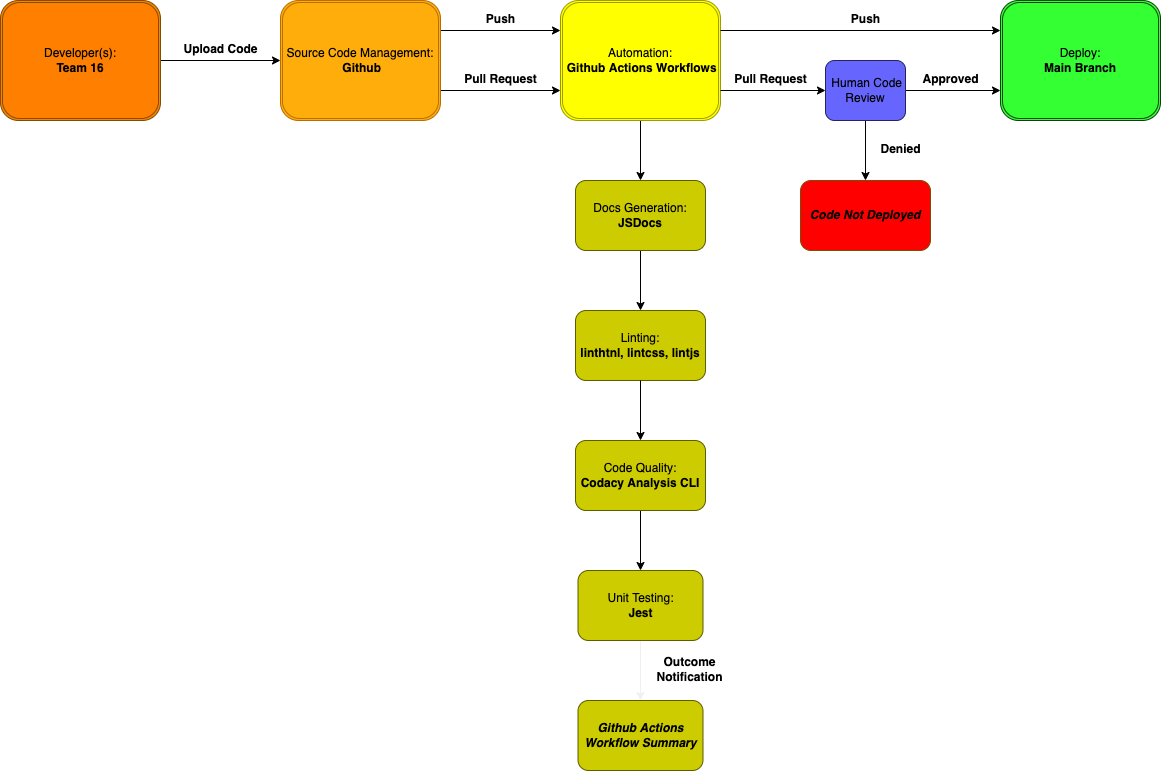 Developer(s):
Team 16
Upload Code
Source Code Management:
Github
Push
Pull Request
Automation:
Github Actions Workflows
Push
Pull Request
Human Code
Review
Approved
Deploy:
Main Branch
Denied
Code Not Deployed
Docs Generation:
JSDocs
Linting:
linthtnl, lintcss, lintjs
Code Quality:
Codacy Analysis CLI
Unit Testing:
Jest
Outcome
Notification
Github Actions
Workflow Summary